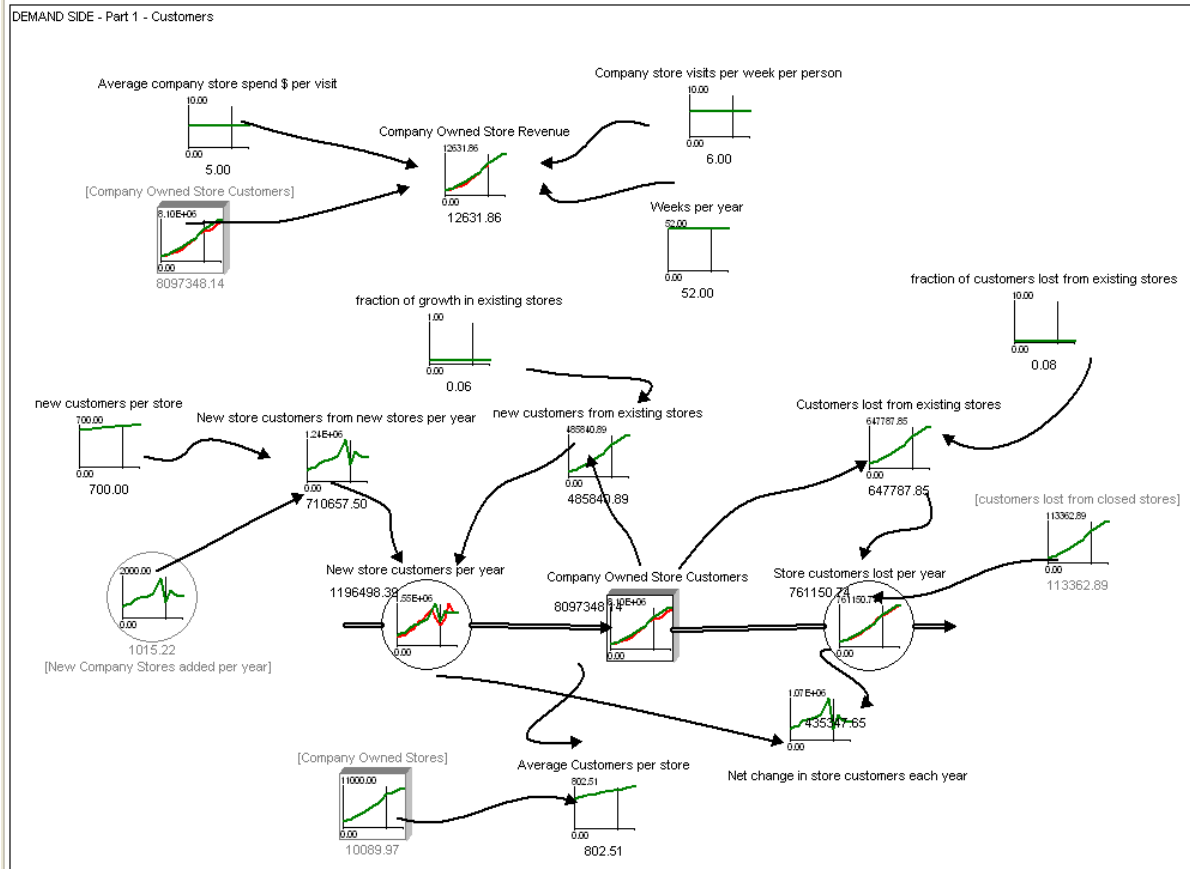 DEMAND SIDE - Part 1 - Customers
Average company store spend $ per visit
10.00
0.00
5.00
Company store visits per week per person
10.00
0.00
6.00
Company Owned Store Revenue
12631.86
0.00
12631.86
[Company Owned Store Customers]
8.10E+06
0.00
8097348.14
Weeks per year
52.00
0.00
52.00
fraction of growth in existing stores
1.00
0.00
0.06
fraction of customers lost from existing stores
10.00
0.00
0.08
new customers per store
700.00
0.00
700.00
New store customers from new stores per year
1.24E+06
0.00
710657.50
new customers from existing stores
485840.89
0.00
485840.89
Customers lost from existing stores
647787.85
0.00
647787.85
[customers lost from closed stores]
113362.89
0.00
113362.89
2000.00
0.00
1015.22
[New Company Stores added per year]
New store customers per year
1196498.39
.55E+06
0.00
Company Owned Store Customers
8097348.14
8.10E+06
0.00
Store customers lost per year
761150.74
761150.74
0.00
1.07E+06
435347.65
0.00
Net change in store customers each year
[Company Owned Stores]
11000.00
0.00
10089.97
Average Customers per store
802.51
0.00
802.51